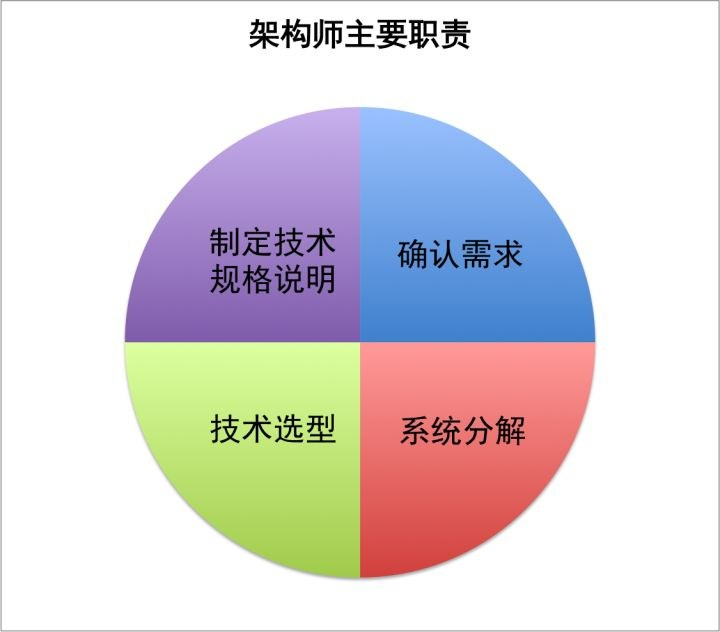 架构师主要职责
制定技术
规格说明
确认需求
技术选型
系统分解